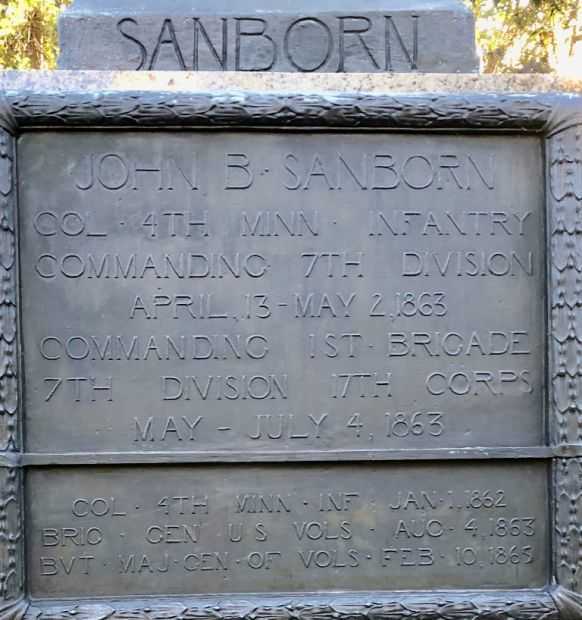 SANBORN
JOHN B· SANBORN
COL · 4TH MINN · INFANTRY
COMMANDING 7TH DIVISION
APRIL, 13 - MAY 2, 1863
COMMANDING 1ST · BRIGADE
7TH DIVISION 17TH CORPS
MAY - JULY 4, 1863
COL · 4TH MINN · INF · JAN · 1, 1862
BRIG · GEN U S VOLS · AUG · 4, 1863
BVT · MAJ · GEN · OF VOLS · FEB · 10, 1865